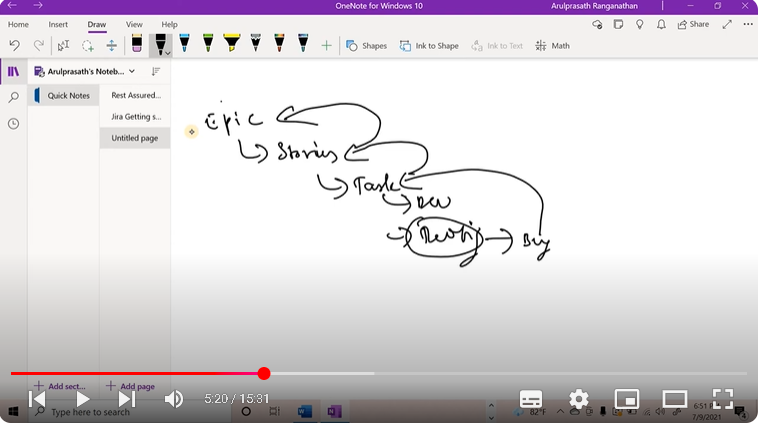 OneNote for Windows 10 Arulprasath Ranganathan
Home Insert Draw View Help Share
Shapes Ink to Shape Ink to Text Math
Arulprasath's Noteb...
Quick Notes Rest Assured...
Jira Getting s...
Untitled page
Epic
Stories
Task
Dev
Bug
Add sect... Add page
5:20 / 15:31
Type here to search 82°F 6:51 P
7/9/2021